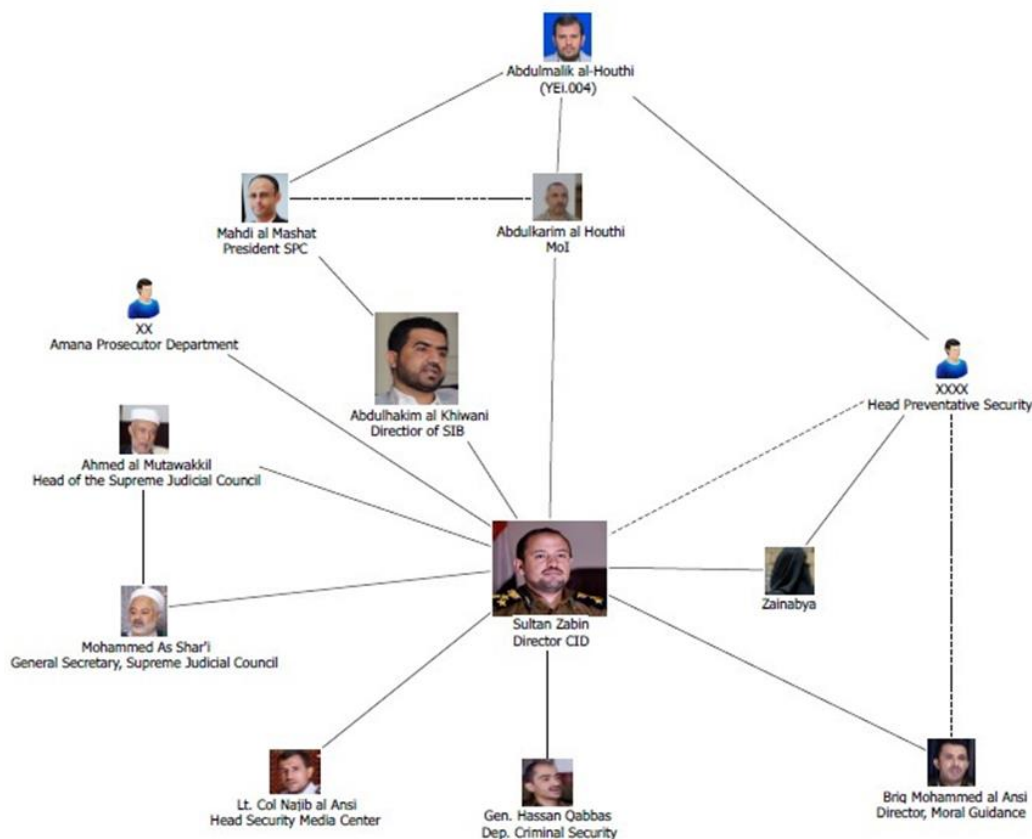 Abdulmalik al-Houthi
(YEi.004)
Mahdi al Mashat
President SPC
Abdulkarim al Houthi
MoI
XX
Amana Prosecutor Department
Abdulhakim al Khiwani
Directior of SIB
XXXX
Head Preventative Security
Ahmed al Mutawakkil
Head of the Supreme Judicial Council
Zainabya
Sultan Zabin
Director CID
Mohammed As Shar'i
General Secretary, Supreme Judicial Council
Lt. Col Najib al Ansi
Head Security Media Center
Gen. Hassan Qabbas
Dep. Criminal Security
Brig Mohammed al Ansi
Director, Moral Guidance